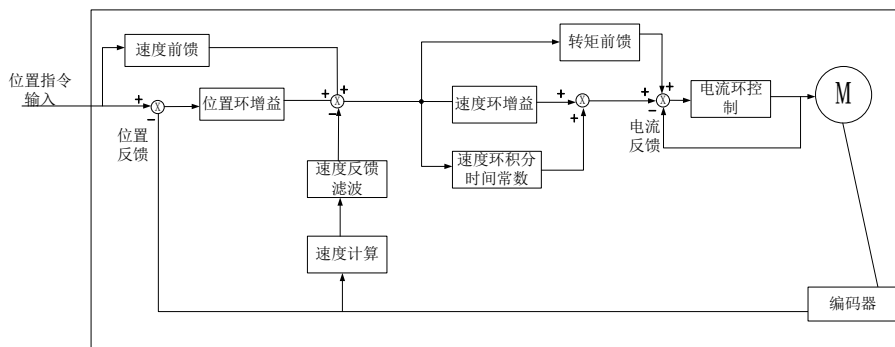 速度前馈
转矩前馈
位置指令
输入
+
−
位置
反馈
位置环增益
+
+
−
速度环增益
+
+
速度环积分
时间常数
+
+
−
电流
反馈
电流环控
制
M
速度反馈
滤波
速度计算
编码器